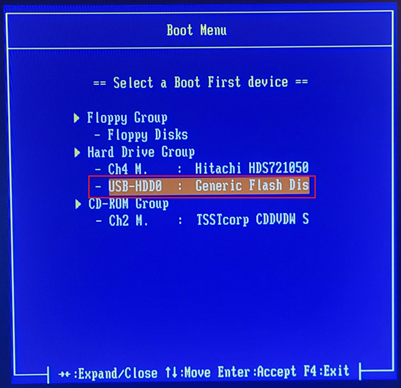 Boot Menu
== Select a Boot First device ==
▶ Floppy Group
- Floppy Disks
▶ Hard Drive Group
- Ch4 M. : Hitachi HDS721050
- USB-HDD0 : Generic Flash Dis
▶ CD-ROM Group
- Ch2 M. : TSSTcorp CDDVDW S
→←:Expand/Close ↑↓:Move Enter:Accept F4:Exit